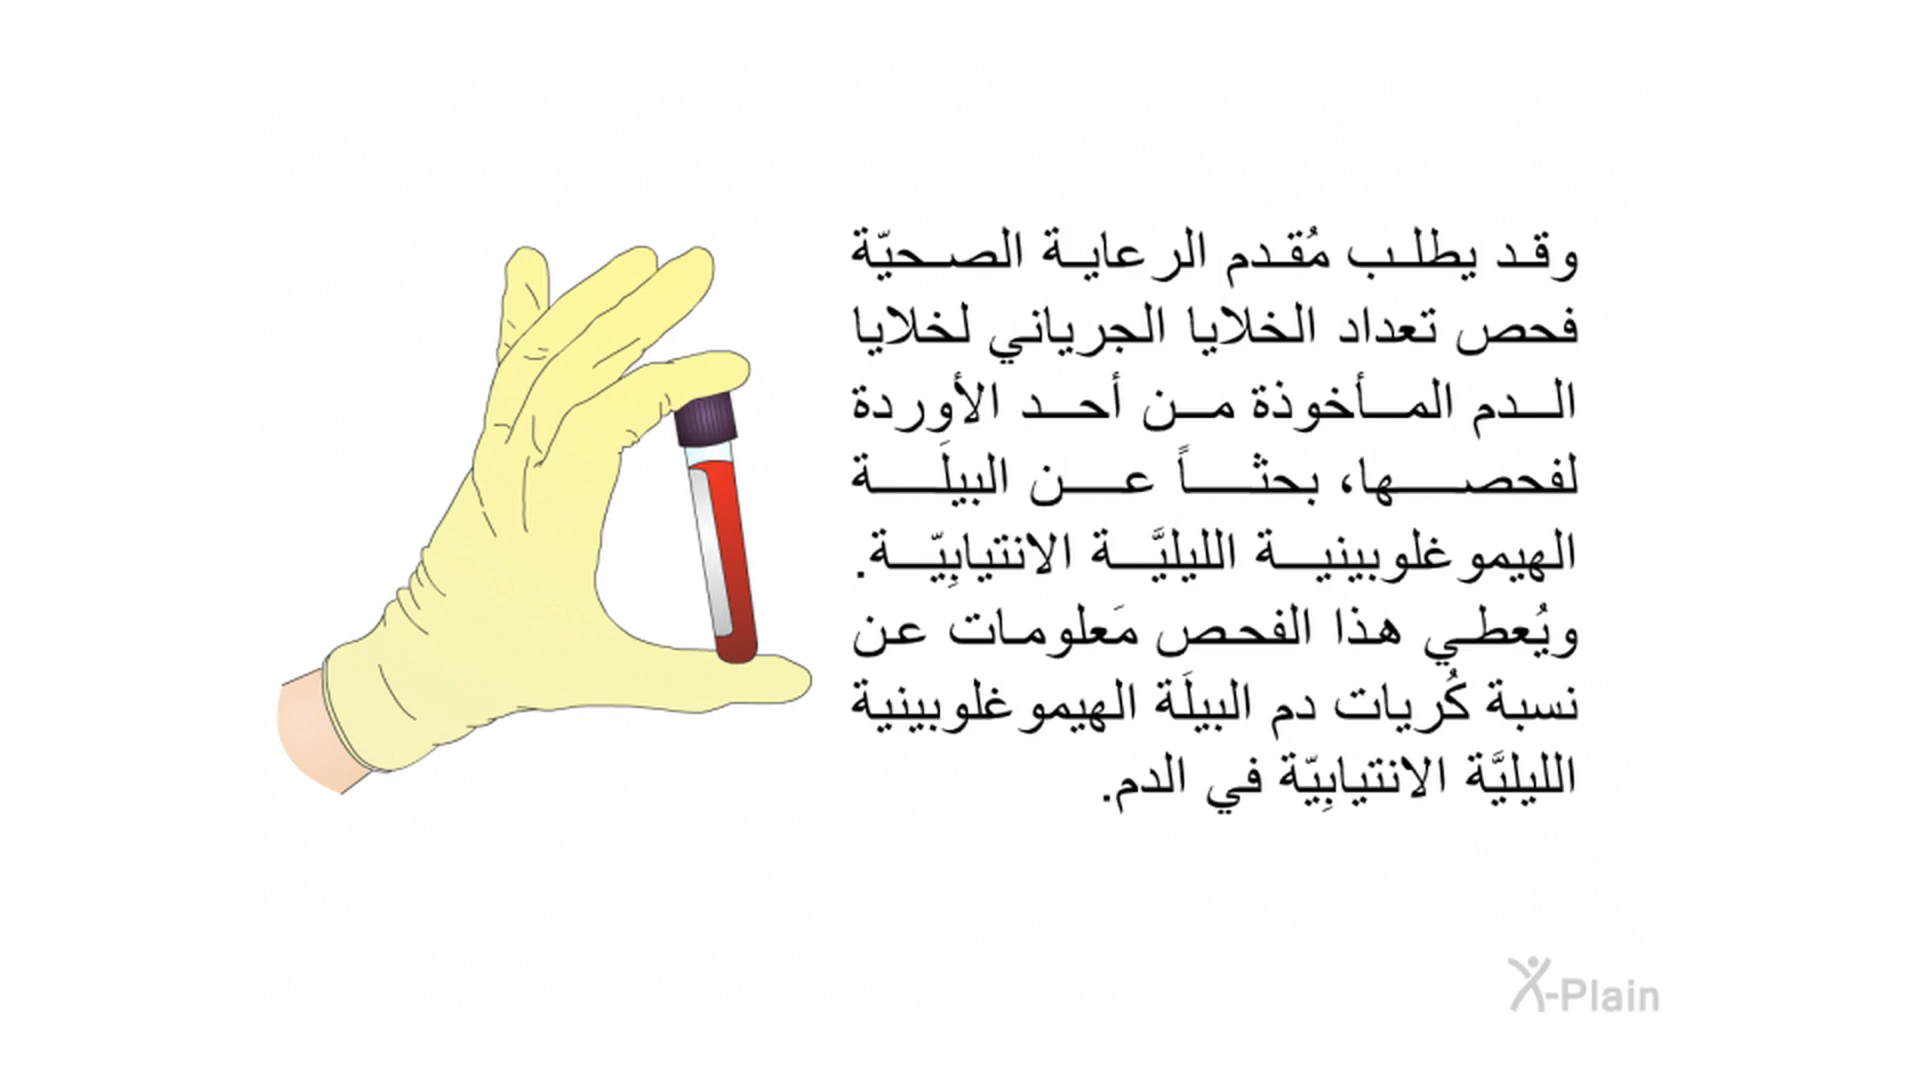 وقد يطلب مُقدم الرعاية الصحيّة
فحص تعداد الخلايا الجرياني لخلايا
الدم المأخوذة من أحد الأوردة
لفحصها، بحثاً عن البيلَة
الهيموغلوبينية الليليَّة الانتيابِيّة.
ويُعطي هذا الفحص مَعلومات عن
نسبة كُريات دم البيلَة الهيموغلوبينية
الليليَّة الانتيابِيّة في الدم.
X-Plain